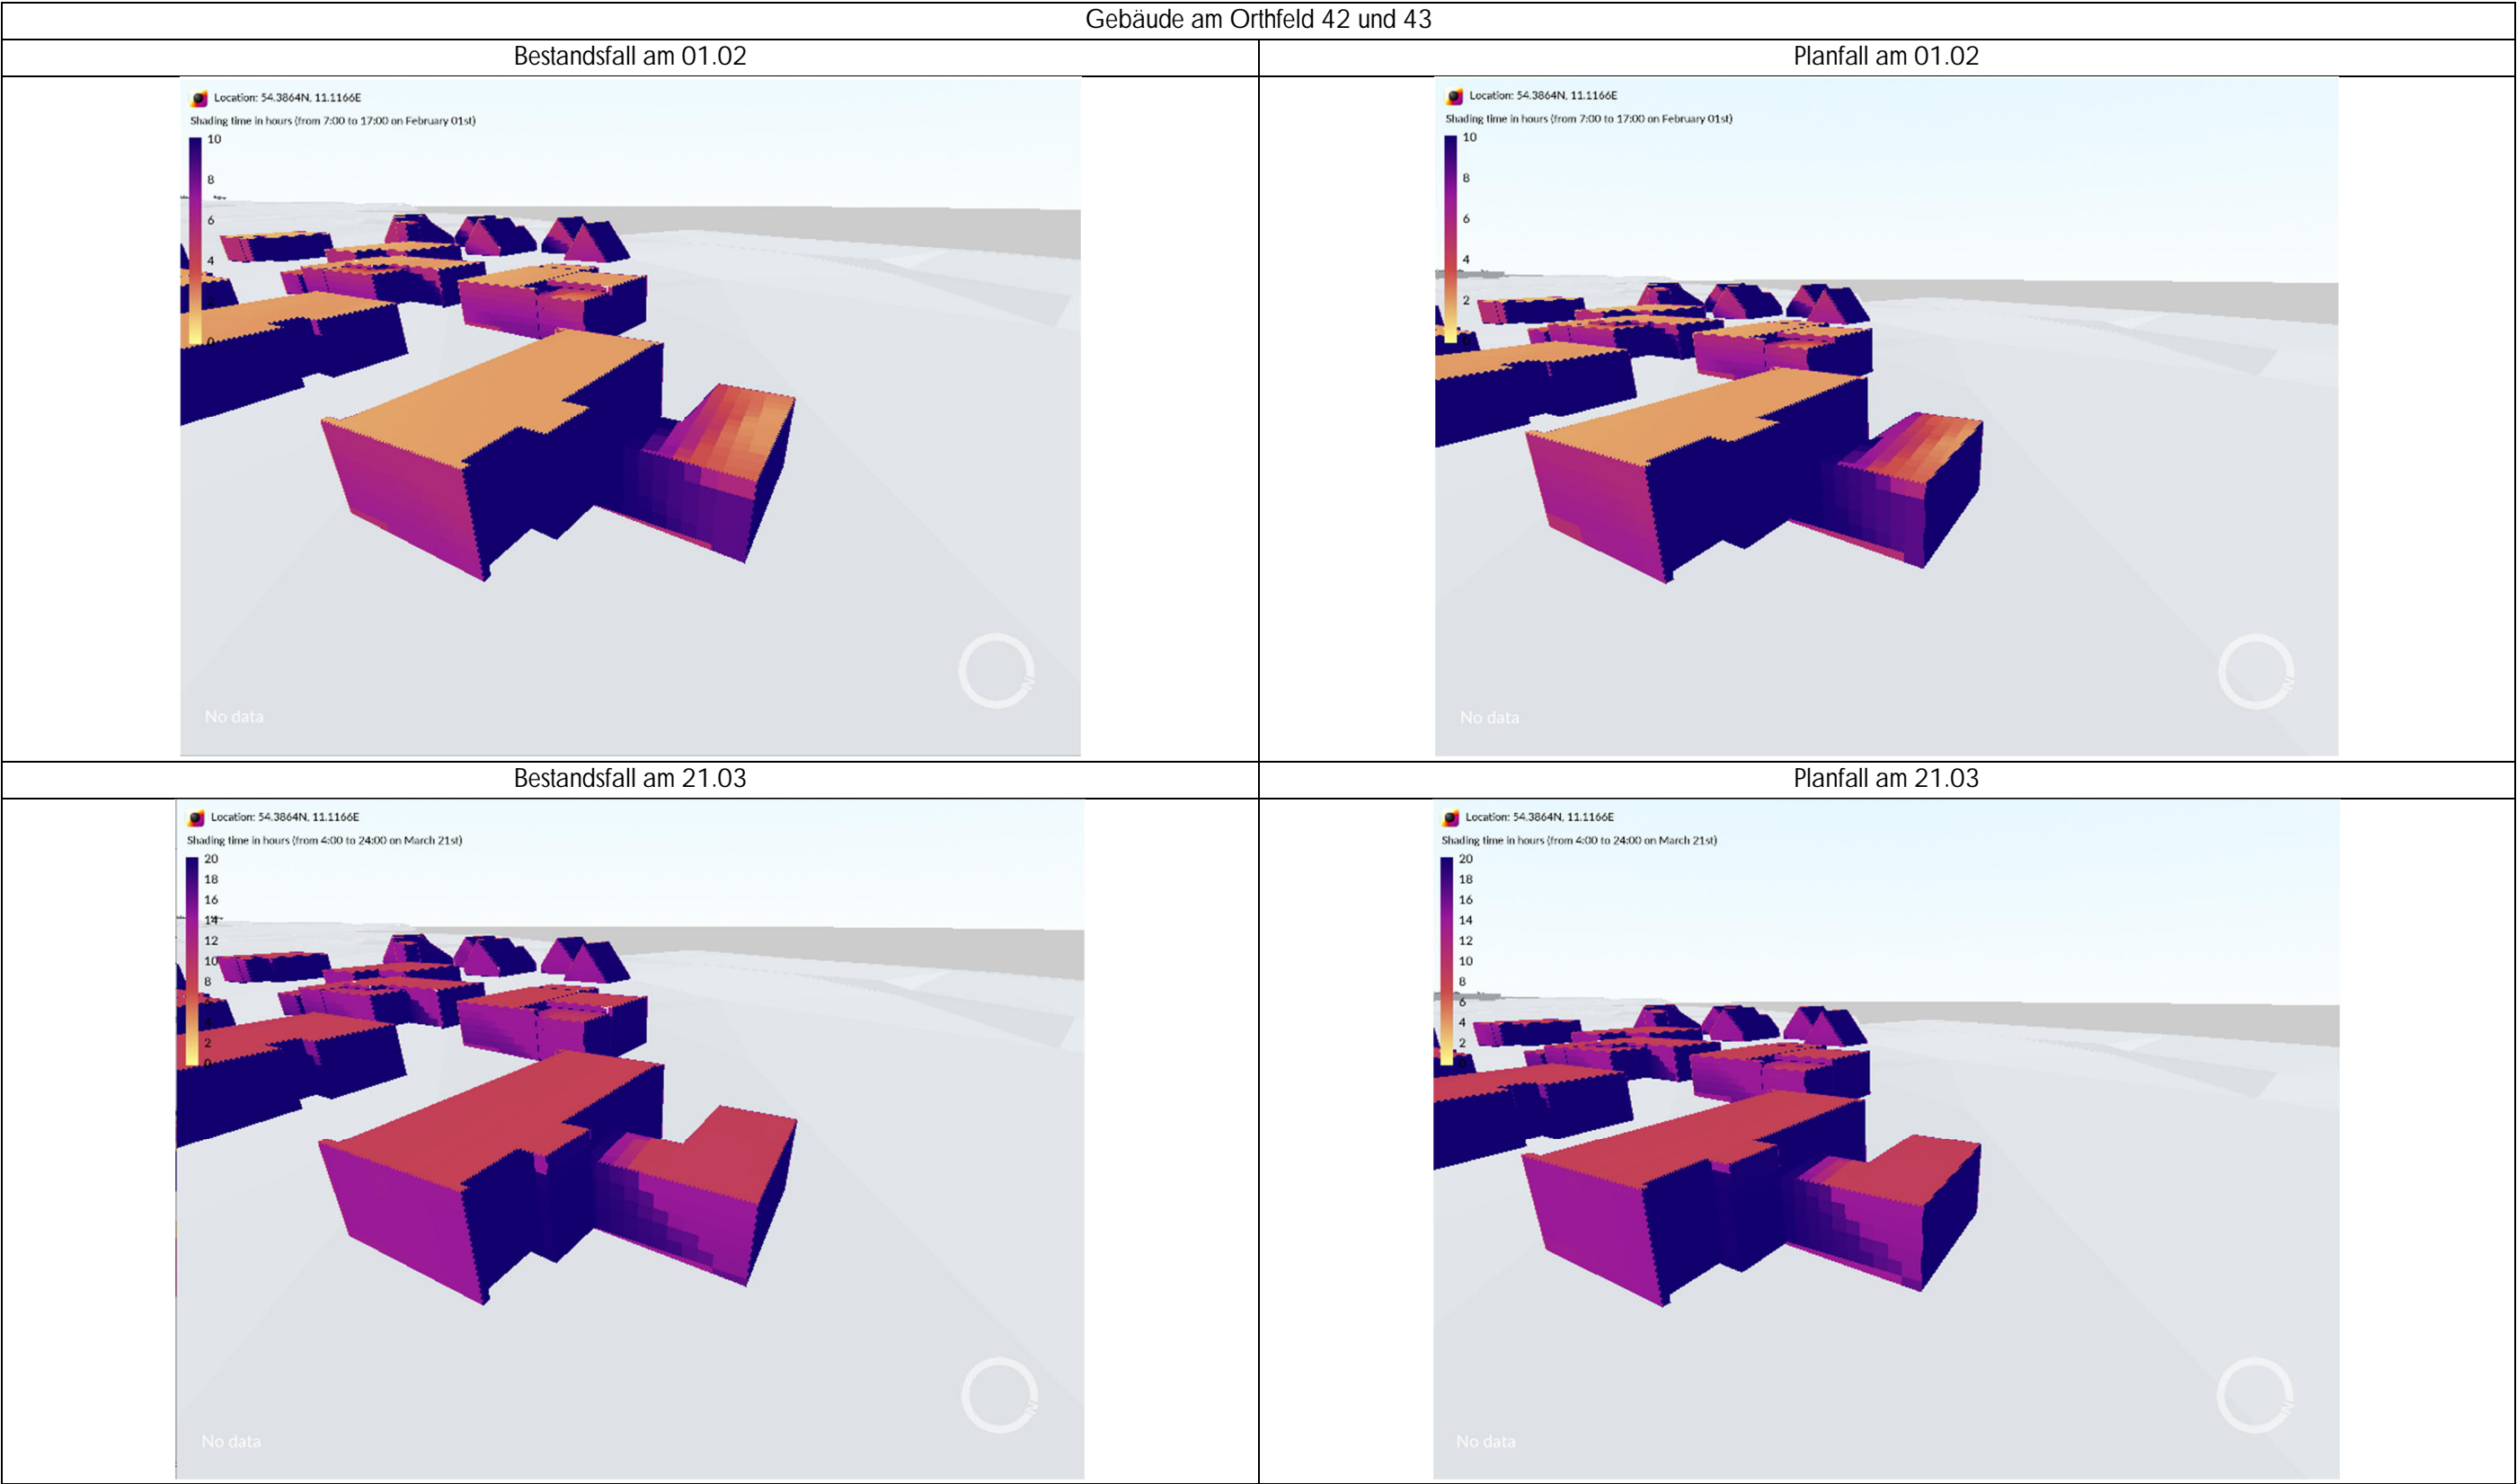 Gebäude am Orthfeld 42 und 43
Bestandsfall am 01.02
Planfall am 01.02
Location: 54.3864N, 11.1166E
Shading time in hours (from 7:00 to 17:00 on February 01st)
10
8
6
4
0
N
No data
Location: 54.3864N, 11.1166E
Shading time in hours (from 7:00 to 17:00 on February 01st)
10
8
6
4
2
0
N
No data
Bestandsfall am 21.03
Planfall am 21.03
Location: 54.3864N, 11.1166E
Shading time in hours (from 4:00 to 24:00 on March 21st)
20
18
16
14
12
10
8
2
0
N
No data
Location: 54.3864N, 11.1166E
Shading time in hours (from 4:00 to 24:00 on March 21st)
20
18
16
14
12
10
8
6
4
2
N
No data